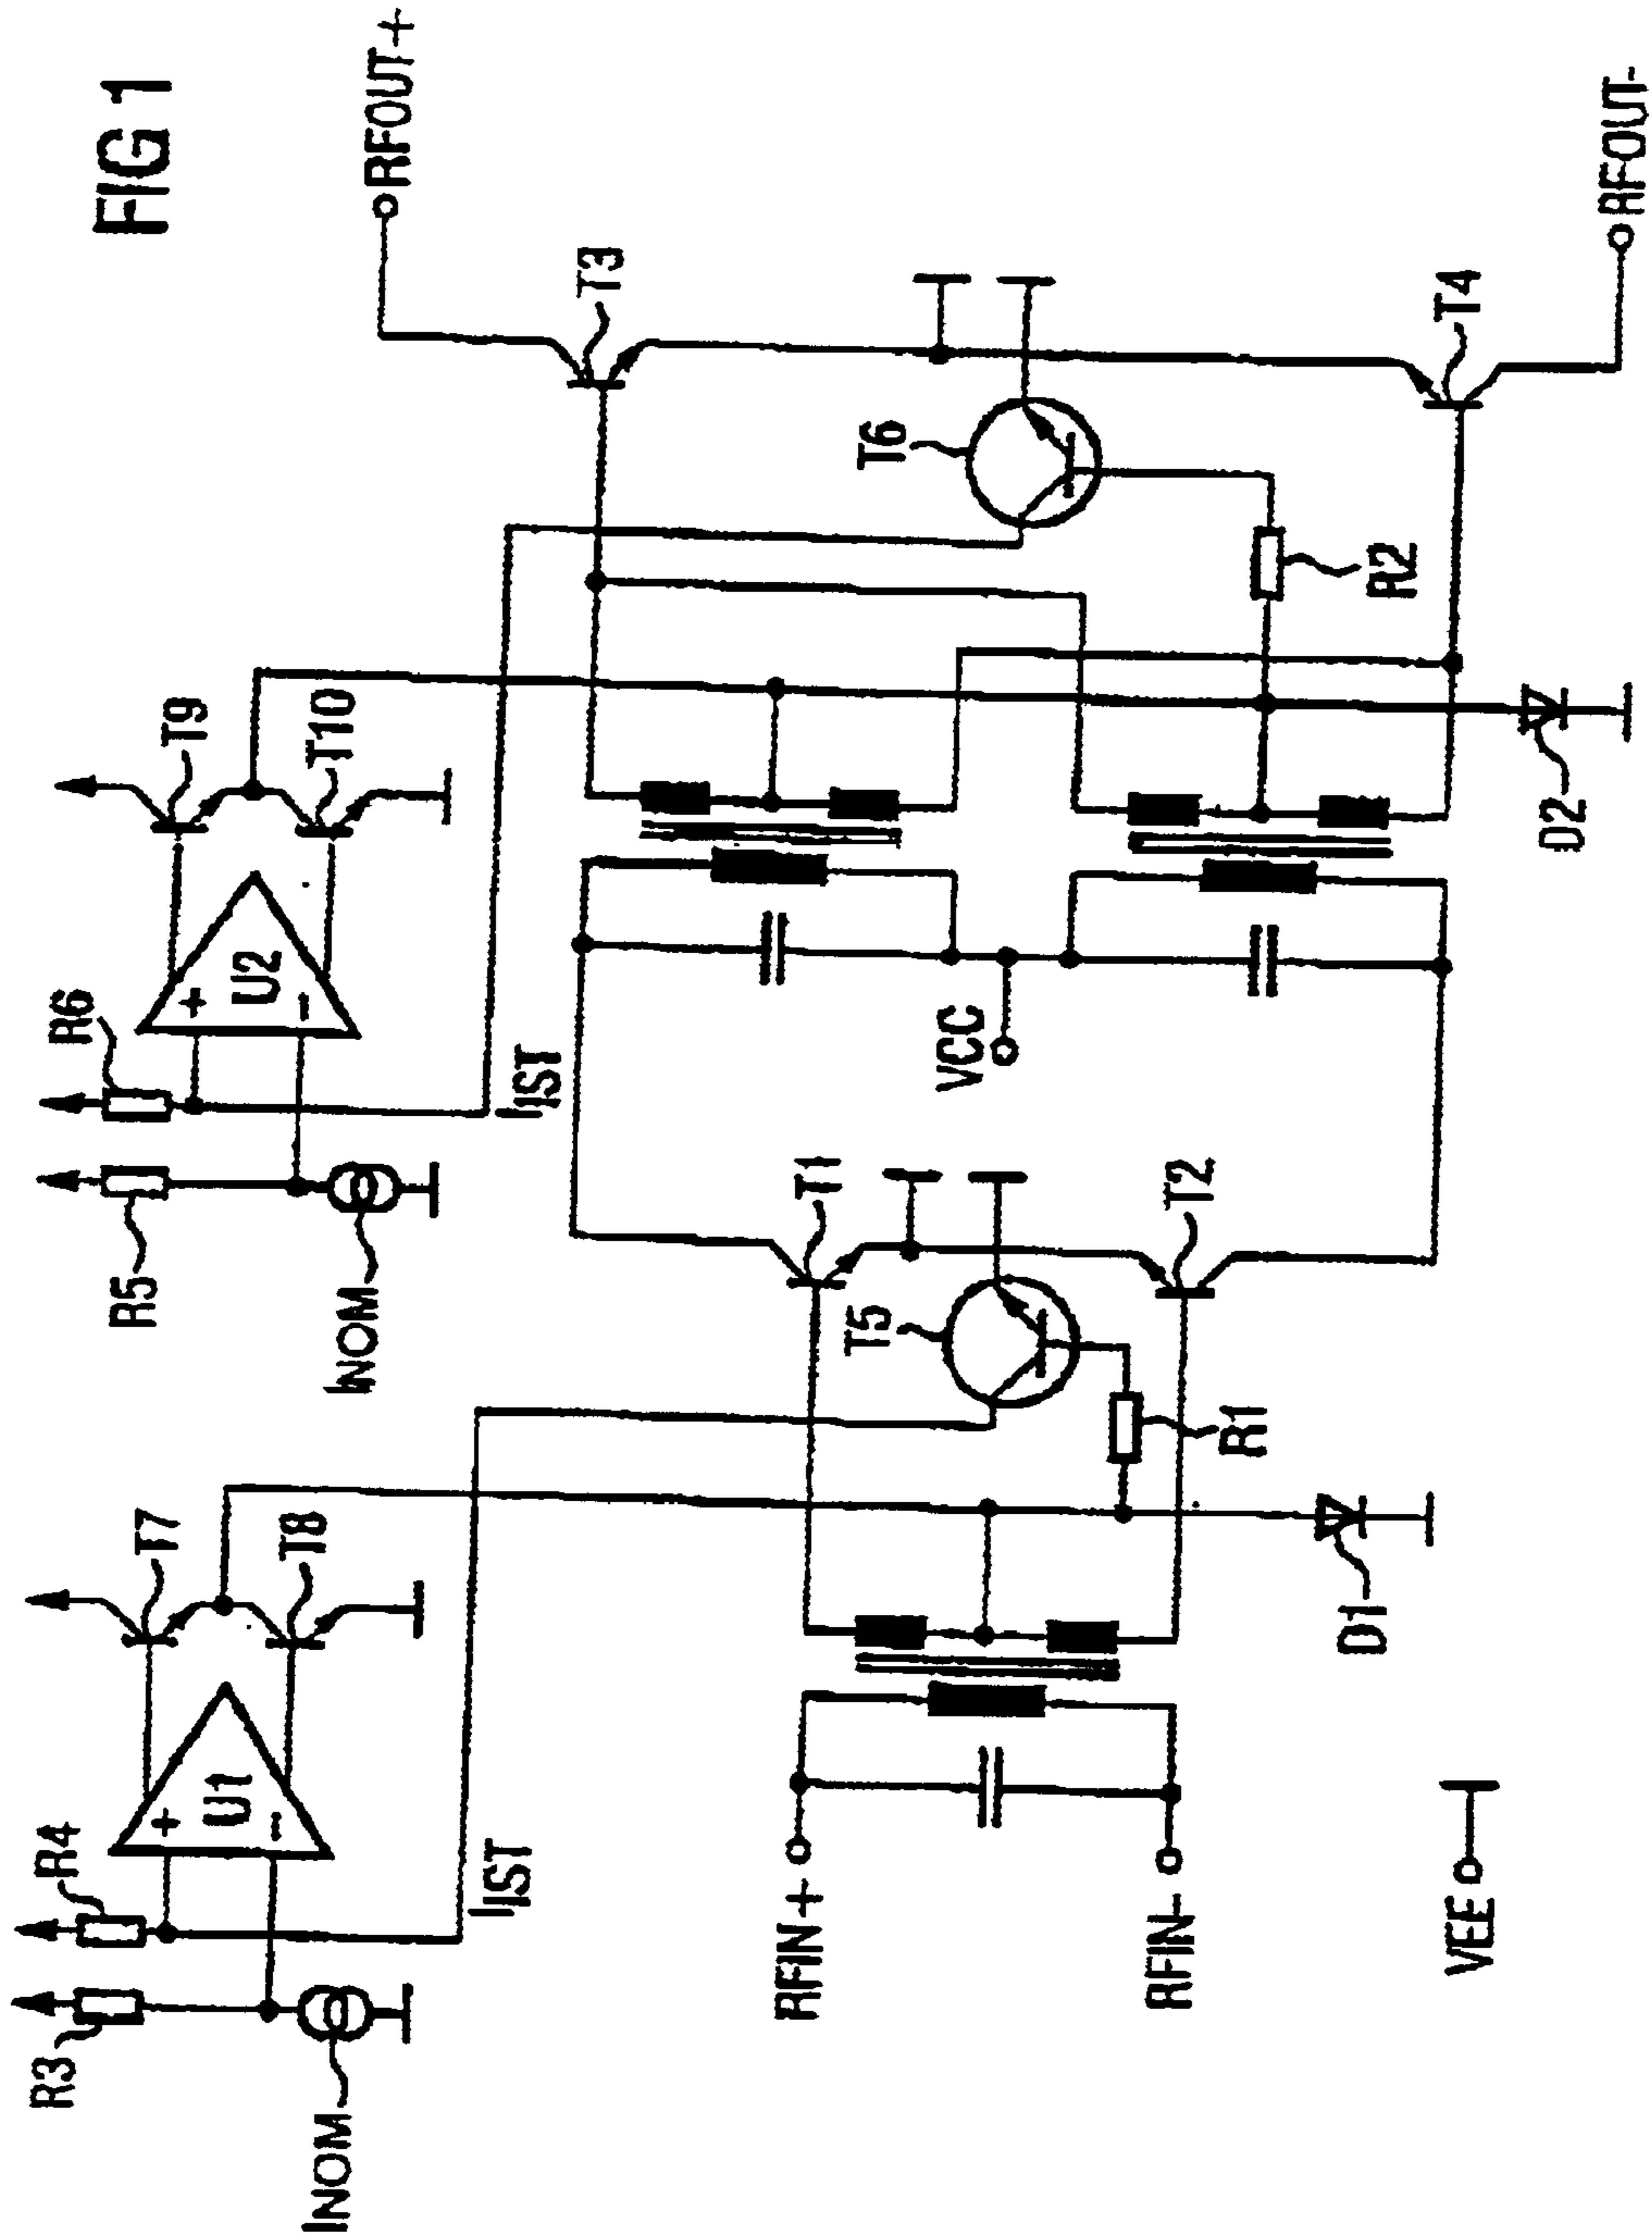 FIG 1
R3
R4
INOM
U1
+
−
T7
T8
IIST
R5
R6
INOM
U2
+
−
T9
T10
IIST
RFIN+
RFIN-
VEE
D1
R1
T5
T1
T2
VCC
D2
R2
T6
T3
T4
RFOUT+
RFOUT-